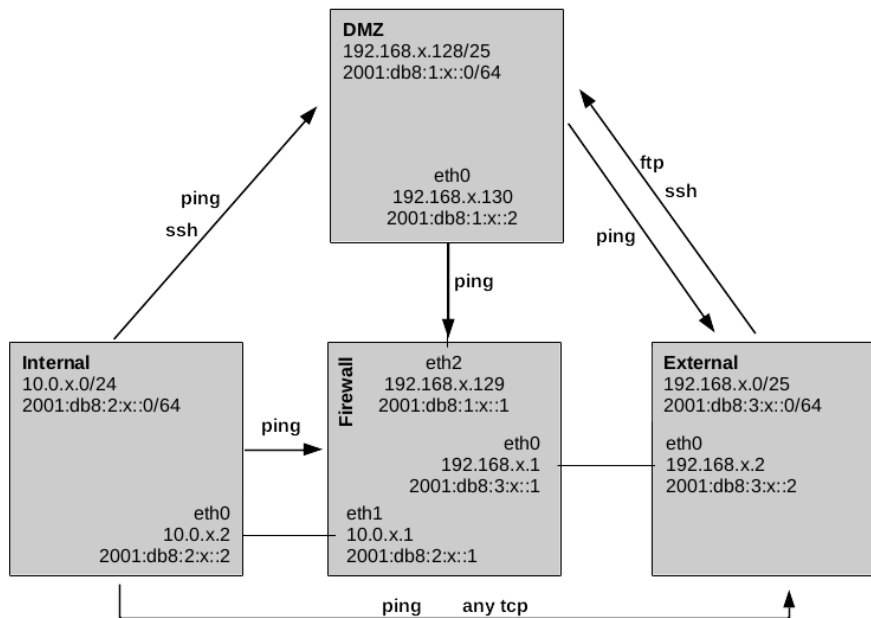 DMZ
192.168.x.128/25
2001:db8:1:x::0/64
eth0
192.168.x.130
2001:db8:1:x::2
ping
ssh
ftp
ssh
ping
ping
Internal
10.0.x.0/24
2001:db8:2:x::0/64
eth0
10.0.x.2
2001:db8:2:x::2
ping
Firewall
eth2
192.168.x.129
2001:db8:1:x::1
eth0
192.168.x.1
2001:db8:3:x::1
eth1
10.0.x.1
2001:db8:2:x::1
External
192.168.x.0/25
2001:db8:3:x::0/64
eth0
192.168.x.2
2001:db8:3:x::2
ping any tcp